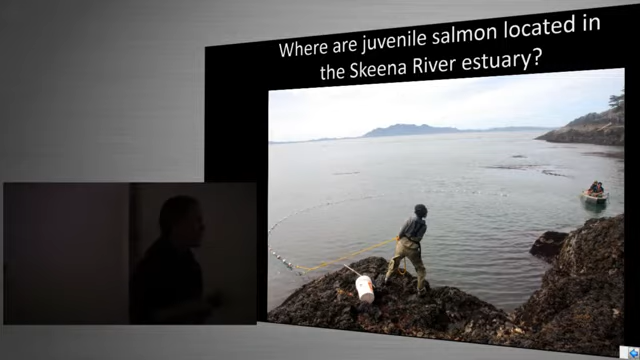 Where are juvenile salmon located in
the Skeena River estuary?